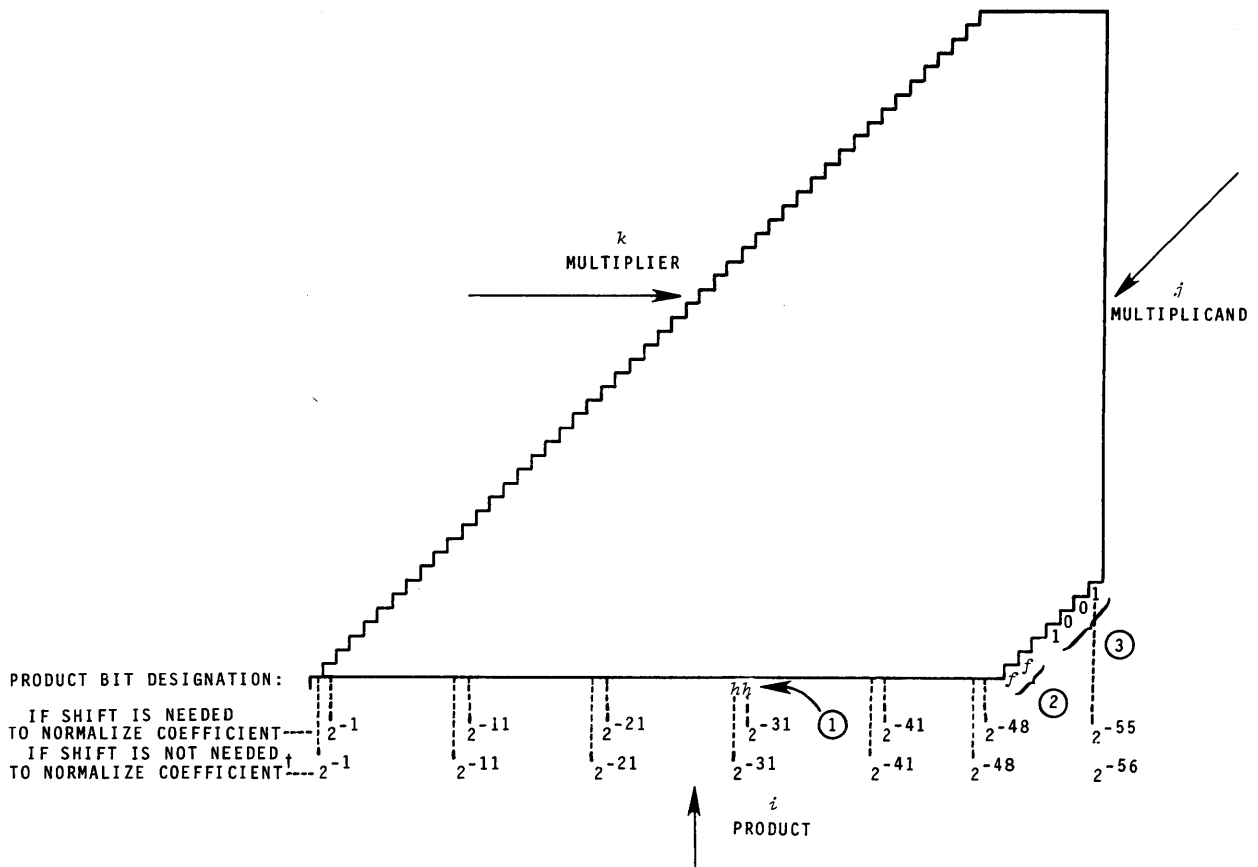 k
MULTIPLIER
j
MULTIPLICAND
1
0
0
1
3
f
f
2
PRODUCT BIT DESIGNATION:
hh
1
IF SHIFT IS NEEDED
TO NORMALIZE COEFFICIENT---- 2-1 2-11 2-21 2-31 2-41 2-48 2-55
IF SHIFT IS NOT NEEDED†
TO NORMALIZE COEFFICIENT---- 2-1 2-11 2-21 2-31 2-41 2-48 2-56
i
PRODUCT